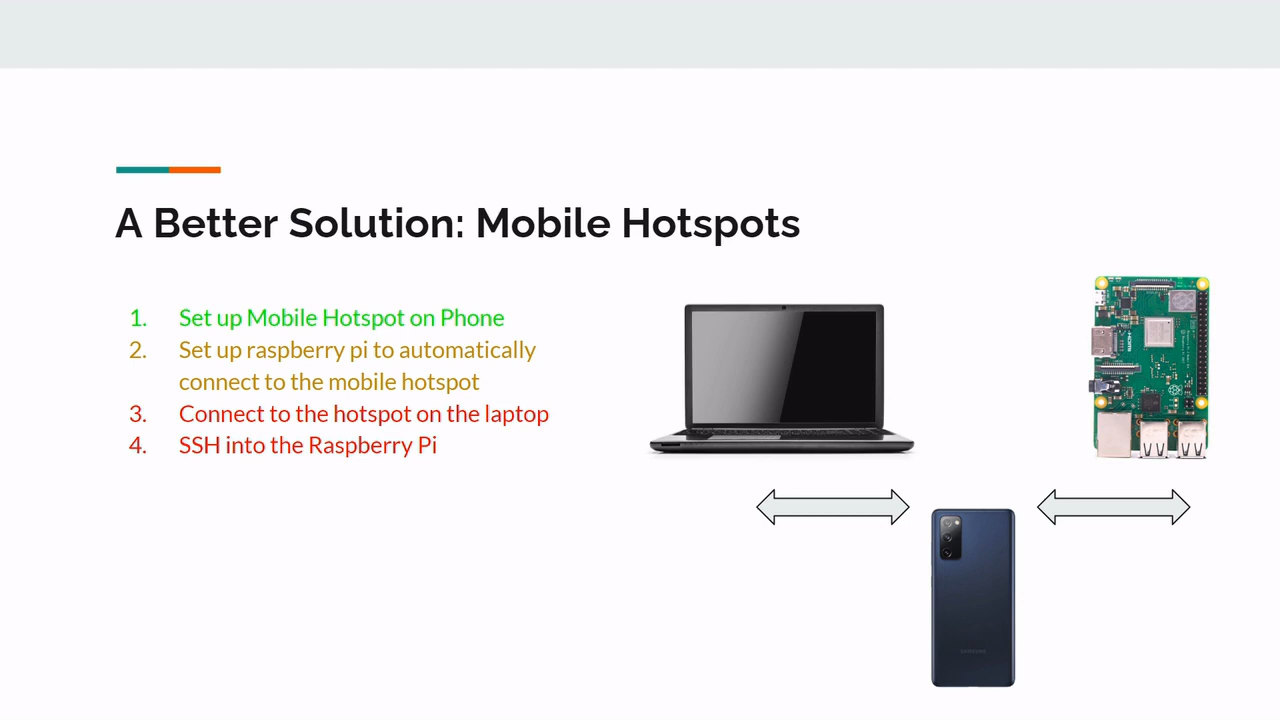 A Better Solution: Mobile Hotspots
1. Set up Mobile Hotspot on Phone
2. Set up raspberry pi to automatically
connect to the mobile hotspot
3. Connect to the hotspot on the laptop
4. SSH into the Raspberry Pi
SAMSUNG